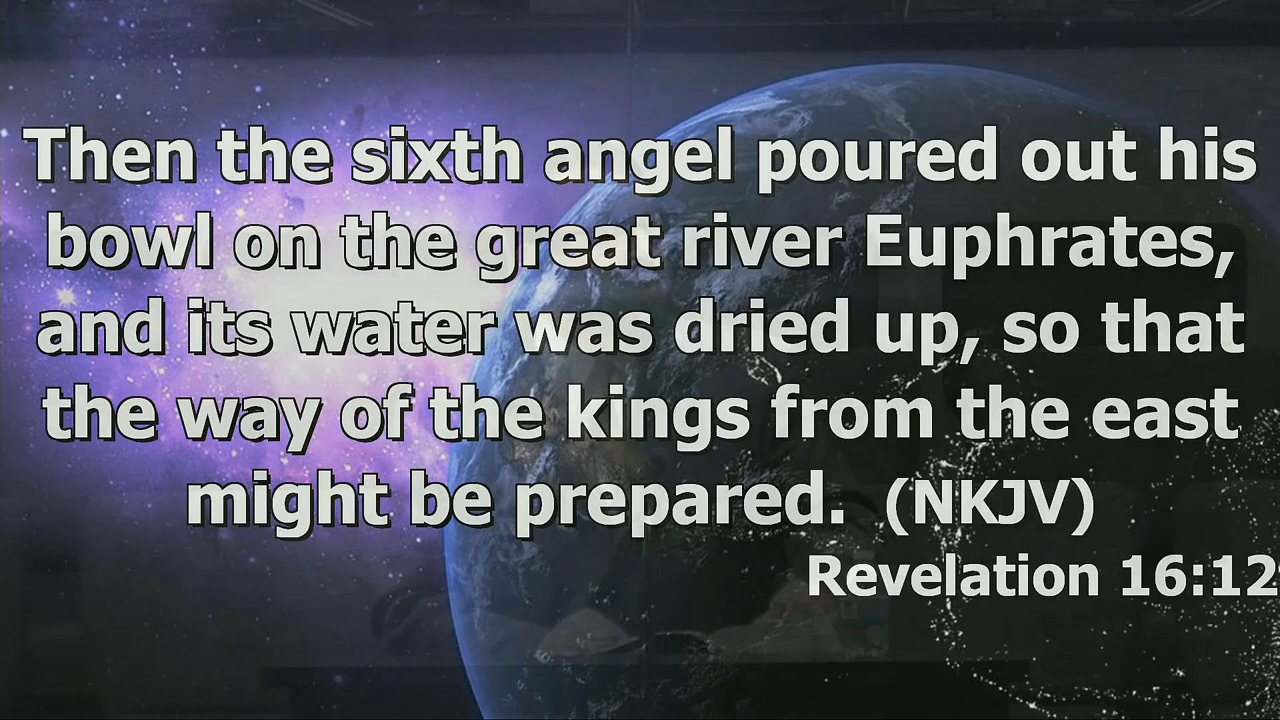 Then the sixth angel poured out his
bowl on the great river Euphrates,
and its water was dried up, so that
the way of the kings from the east
might be prepared. (NKJV)
Revelation 16:12